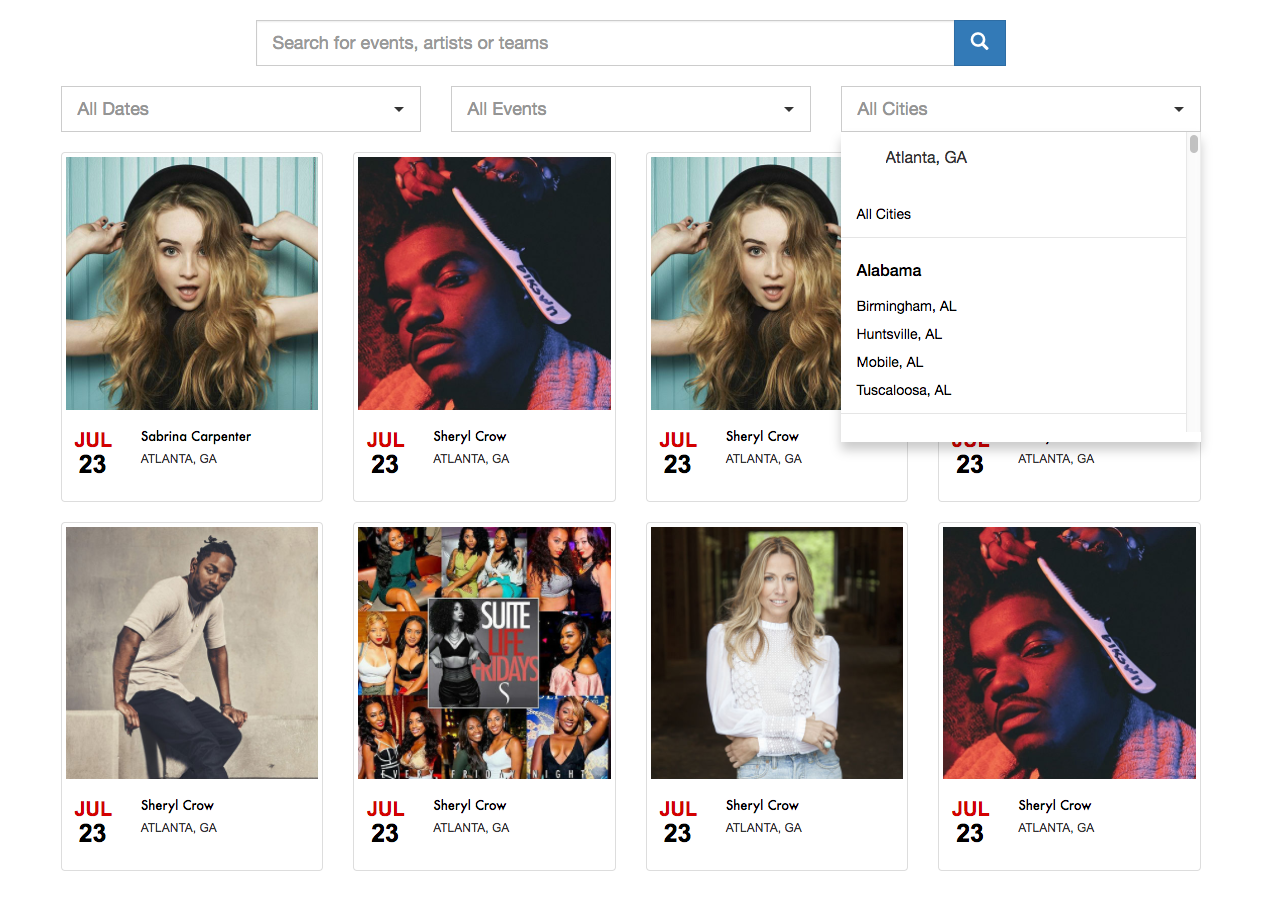 Search for events, artists or teams
All Dates
All Events
All Cities
Atlanta, GA
All Cities
Alabama
Birmingham, AL
Huntsville, AL
Mobile, AL
Tuscaloosa, AL
JUL
23
Sabrina Carpenter
ATLANTA, GA
JUL
23
Sheryl Crow
ATLANTA, GA
JUL
23
Sheryl Crow
ATLANTA, GA
JUL
23
ATLANTA, GA
SUITE
LIFE
FRIDAYS
S
EVERY FRIDAY NIGHT
JUL
23
Sheryl Crow
ATLANTA, GA
JUL
23
Sheryl Crow
ATLANTA, GA
JUL
23
Sheryl Crow
ATLANTA, GA
JUL
23
Sheryl Crow
ATLANTA, GA